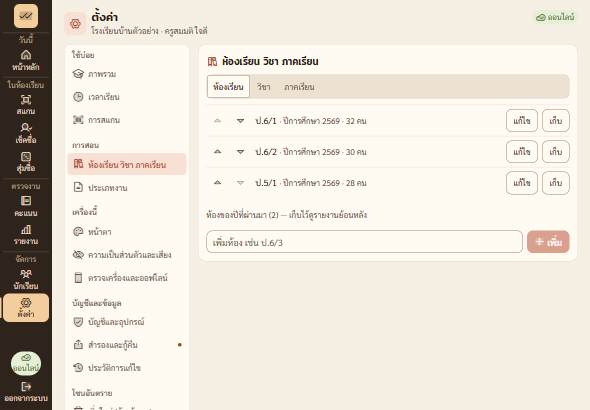 วันนี้
หน้าหลัก
ในห้องเรียน
สแกน
เช็คชื่อ
สุ่มชื่อ
ตรวจงาน
คะแนน
รายงาน
จัดการ
นักเรียน
ตั้งค่า
ออนไลน์
ออกจากระบบ
ตั้งค่า
โรงเรียนบ้านตัวอย่าง · ครูสมมติ ใจดี
ออนไลน์
ใช้บ่อย
ภาพรวม
เวลาเรียน
การสแกน
การสอน
ห้องเรียน วิชา ภาคเรียน
ประเภทงาน
เครื่องนี้
หน้าตา
ความเป็นส่วนตัวและเสียง
ตรวจเครื่องและออฟไลน์
บัญชีและข้อมูล
บัญชีและอุปกรณ์
สำรองและกู้คืน
ประวัติการแก้ไข
โซนอันตราย
ห้องเรียน วิชา ภาคเรียน
ห้องเรียน วิชา ภาคเรียน
ป.6/1 · ปีการศึกษา 2569 · 32 คน แก้ไข เก็บ
ป.6/2 · ปีการศึกษา 2569 · 30 คน แก้ไข เก็บ
ป.5/1 · ปีการศึกษา 2569 · 28 คน แก้ไข เก็บ
ห้องของปีที่ผ่านมา (2) — เก็บไว้ดูรายงานย้อนหลัง
เพิ่มห้อง เช่น ป.6/3 เพิ่ม